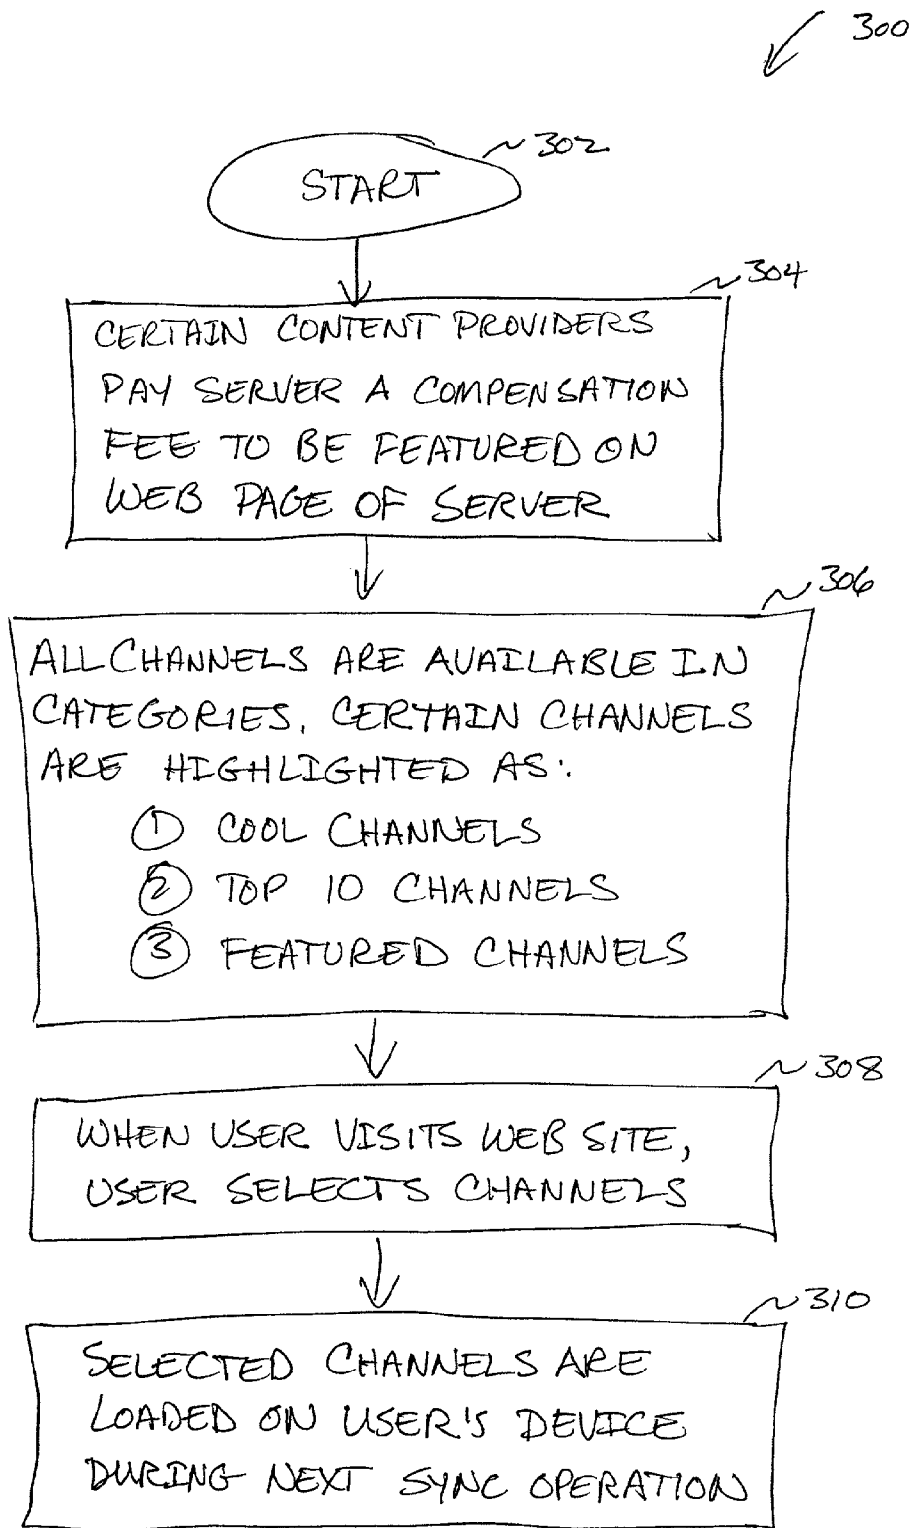 300
302
START
304
CERTAIN CONTENT PROVIDERS
PAY SERVER A COMPENSATION
FEE TO BE FEATURED ON
WEB PAGE OF SERVER
306
ALL CHANNELS ARE AVAILABLE IN
CATEGORIES. CERTAIN CHANNELS
ARE HIGHLIGHTED AS:
① COOL CHANNELS
② TOP 10 CHANNELS
③ FEATURED CHANNELS
308
WHEN USER VISITS WEB SITE,
USER SELECTS CHANNELS
310
SELECTED CHANNELS ARE
LOADED ON USER'S DEVICE
DURING NEXT SYNC OPERATION